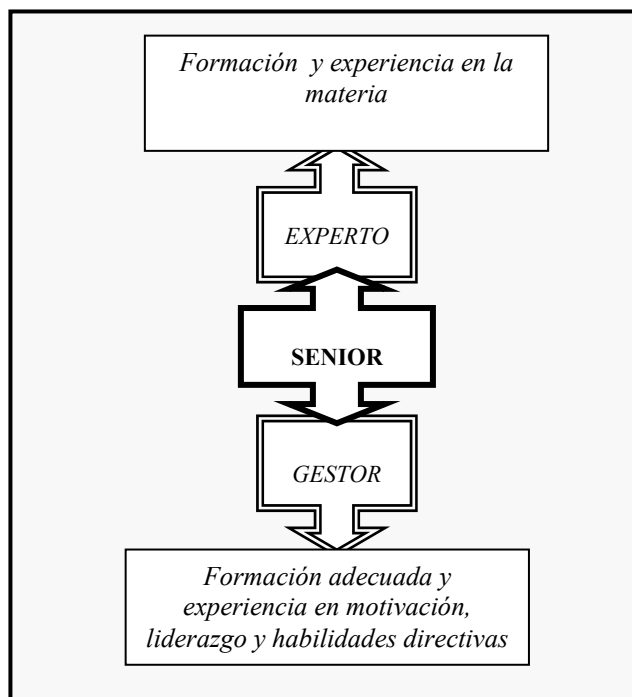 Formación y experiencia en la
materia
EXPERTO
SENIOR
GESTOR
Formación adecuada y
experiencia en motivación,
liderazgo y habilidades directivas